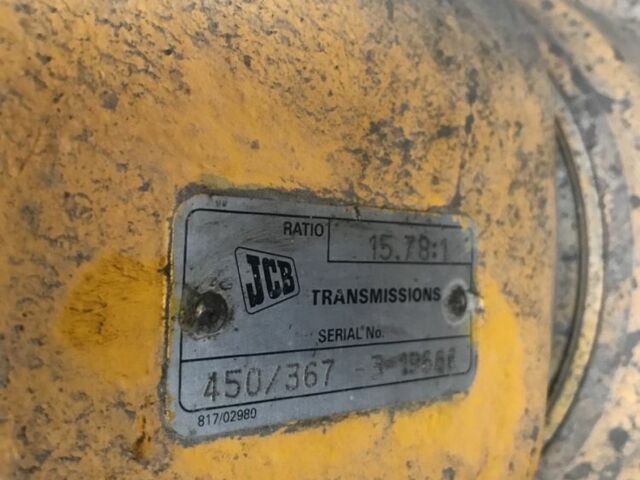 RATIO 15.78:1
JCB TRANSMISSIONS
SERIAL No.
450/367
817/02980